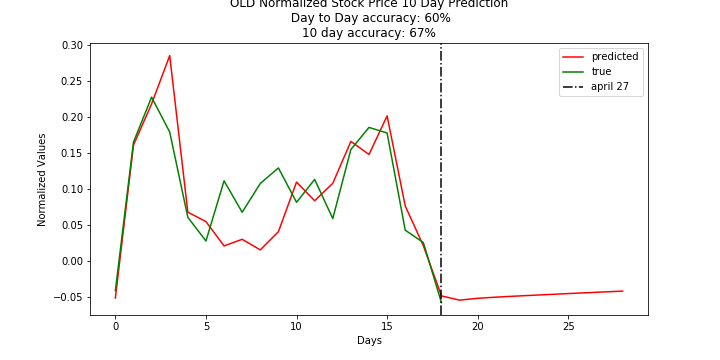 OLD Normalized Stock Price 10 Day Prediction
Day to Day accuracy: 60%
10 day accuracy: 67%
0.30
0.25
0.20
0.15
0.10
0.05
0.00
−0.05
Normalized Values
predicted
true
april 27
0
5
10
15
20
25
Days